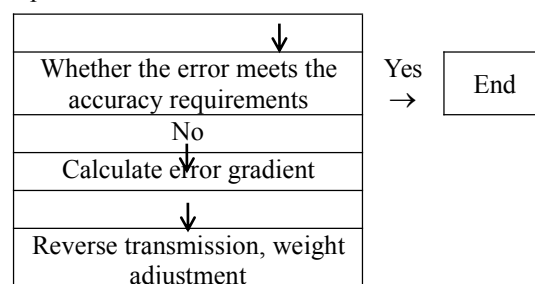 Whether the error meets the
accuracy requirements
Yes
→
End
No
Calculate error gradient
Reverse transmission, weight
adjustment